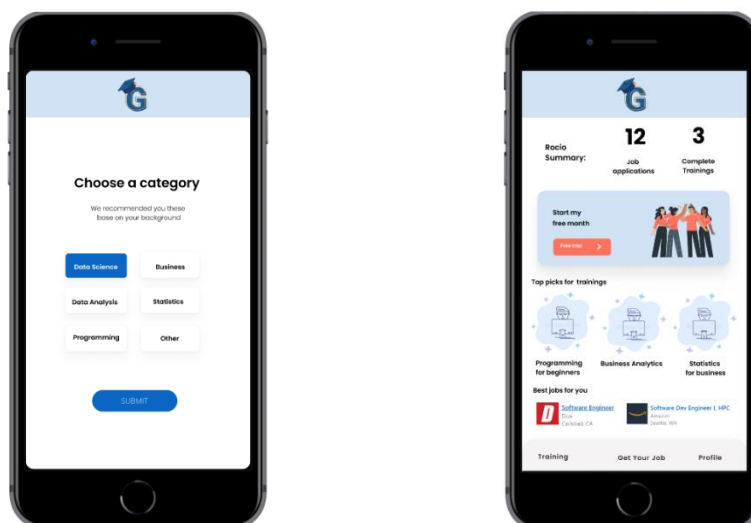 G
Choose a category
We recommended you these
base on your background
Data Science
Business
Data Analysis
Statistics
Programming
Other
SUBMIT
G
Rocio
Summary:
12
Job
applications
3
Complete
Trainings
Start my
free month
Free trial
Top picks for trainings
Programming
for beginners
Business Analytics
Statistics
for business
Best jobs for you
D
Software Engineer
Dice
Carlsbad, CA
Software Dev Engineer I, HPC
Amazon
Seattle, WA
Training
Get Your Job
Profile